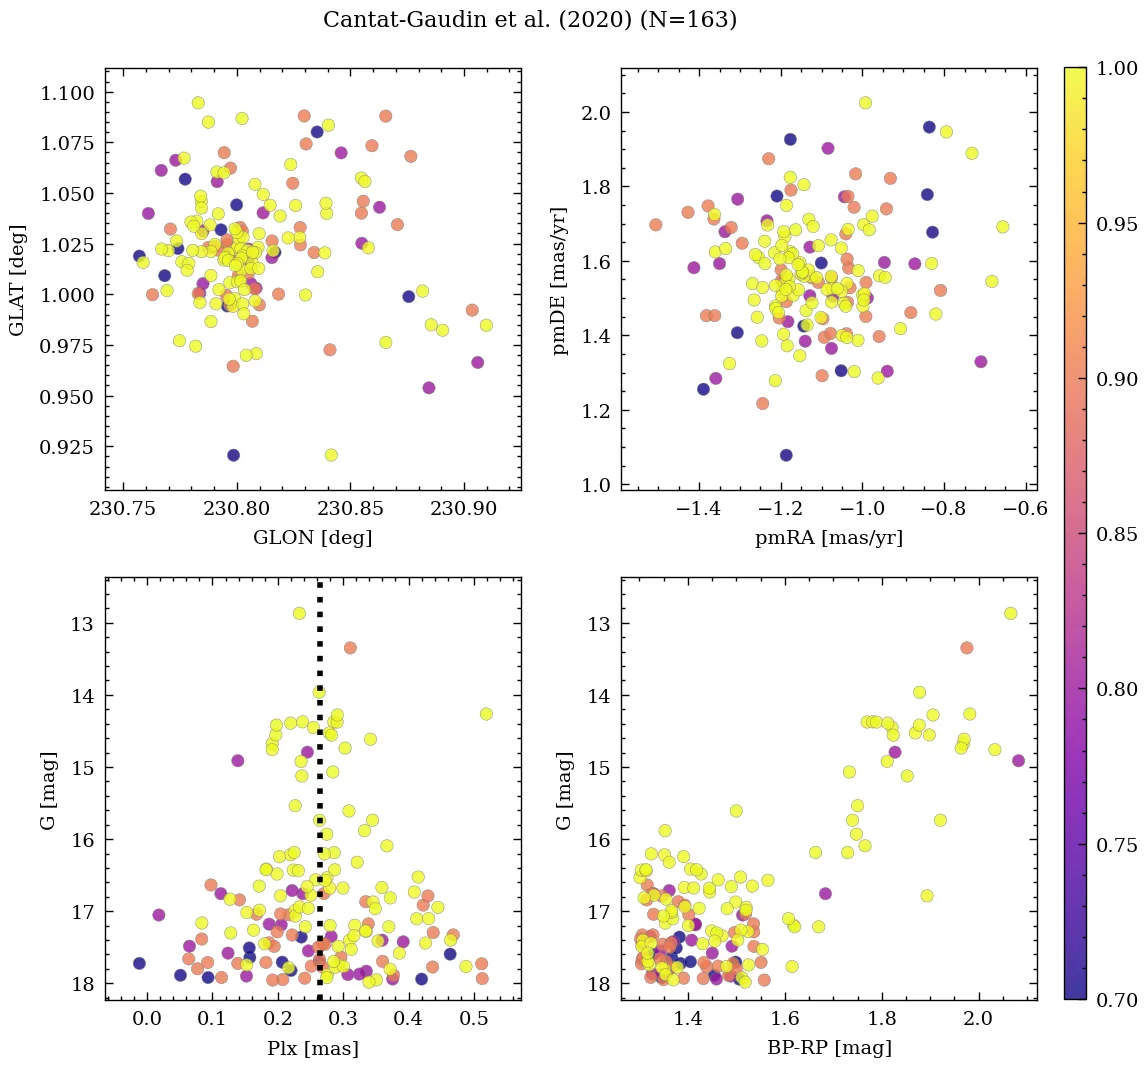 Cantat-Gaudin et al. (2020) (N=163)
1.100
1.075
1.050
1.025
1.000
0.975
0.950
0.925
GLAT [deg]
230.75 230.80 230.85 230.90
GLON [deg]
2.0
1.8
1.6
1.4
1.2
1.0
pmDE [mas/yr]
−1.4 −1.2 −1.0 −0.8 −0.6
pmRA [mas/yr]
13
14
15
16
17
18
G [mag]
0.0 0.1 0.2 0.3 0.4 0.5
Plx [mas]
13
14
15
16
17
18
G [mag]
1.4 1.6 1.8 2.0
BP-RP [mag]
1.00
0.95
0.90
0.85
0.80
0.75
0.70